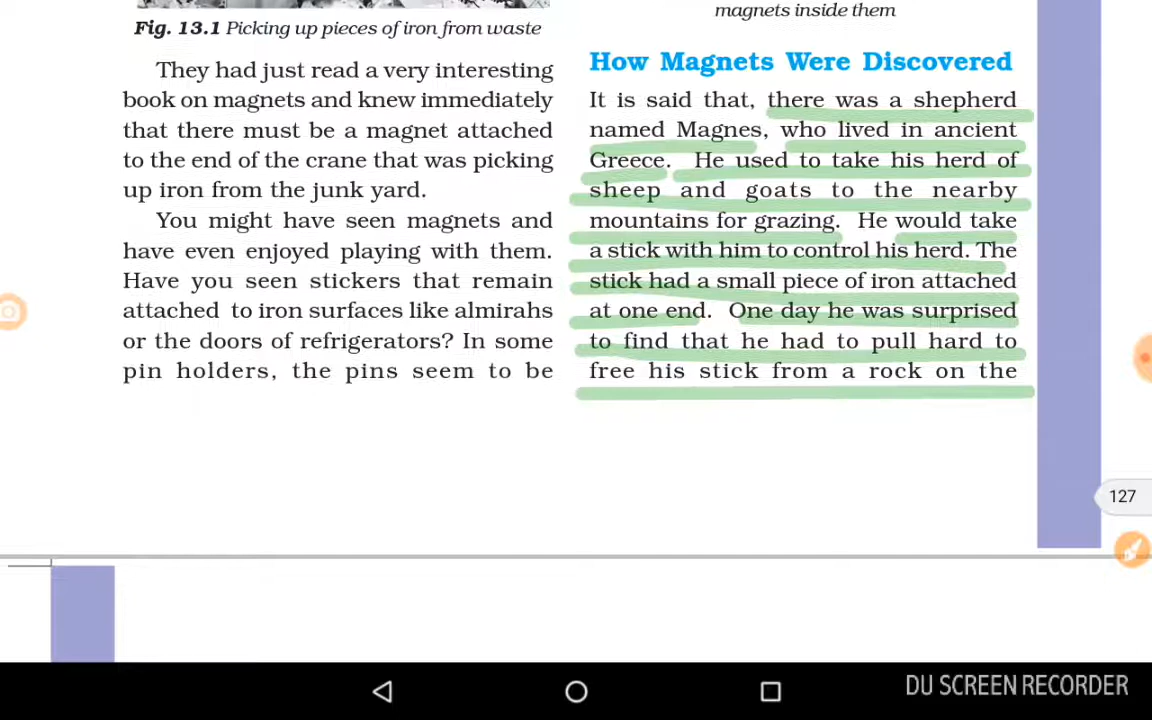 Fig. 13.1 Picking up pieces of iron from waste
They had just read a very interesting
book on magnets and knew immediately
that there must be a magnet attached
to the end of the crane that was picking
up iron from the junk yard.
You might have seen magnets and
have even enjoyed playing with them.
Have you seen stickers that remain
attached to iron surfaces like almirahs
or the doors of refrigerators? In some
pin holders, the pins seem to be
magnets inside them
How Magnets Were Discovered
It is said that, there was a shepherd
named Magnes, who lived in ancient
Greece. He used to take his herd of
sheep and goats to the nearby
mountains for grazing. He would take
a stick with him to control his herd. The
stick had a small piece of iron attached
at one end. One day he was surprised
to find that he had to pull hard to
free his stick from a rock on the
127
DU SCREEN RECORDER